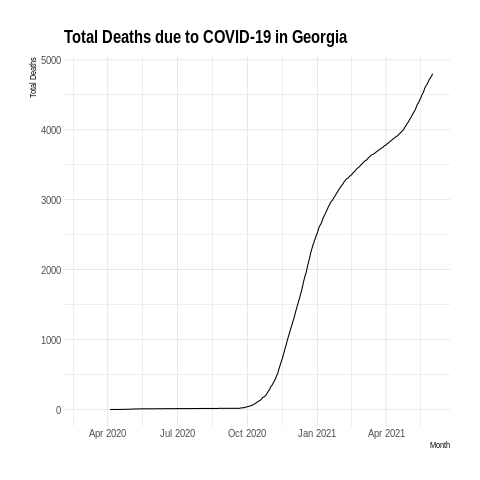 Total Deaths due to COVID-19 in Georgia
Total Deaths
5000
4000
3000
2000
1000
0
Apr 2020 Jul 2020 Oct 2020 Jan 2021 Apr 2021
Month